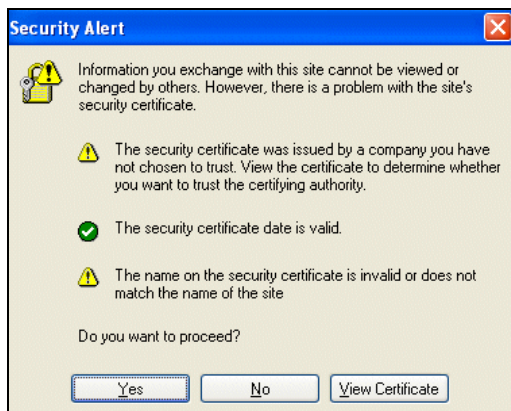 Security Alert
Information you exchange with this site cannot be viewed or
changed by others. However, there is a problem with the site's
security certificate.
The security certificate was issued by a company you have
not chosen to trust. View the certificate to determine whether
you want to trust the certifying authority.
The security certificate date is valid.
The name on the security certificate is invalid or does not
match the name of the site
Do you want to proceed?
Yes No View Certificate